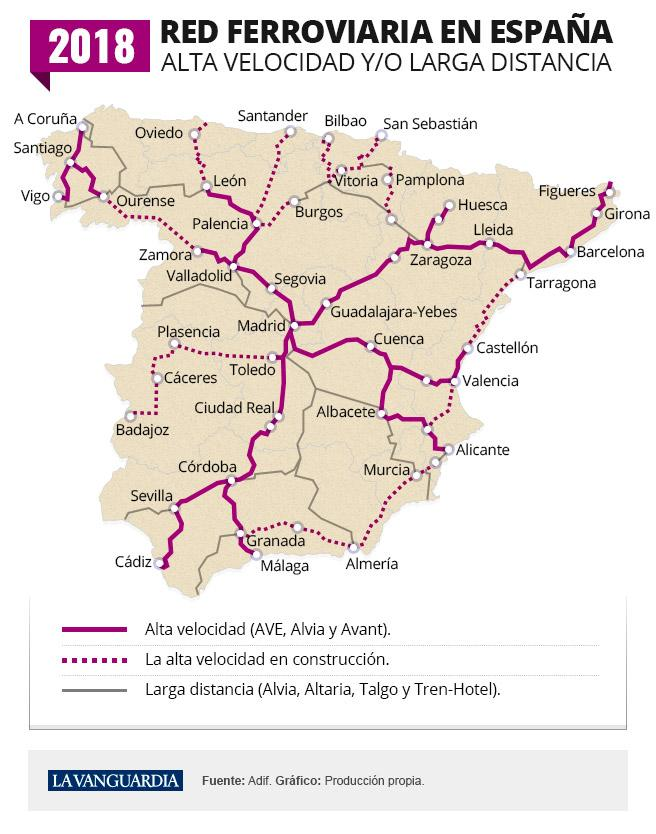 2018
RED FERROVIARIA EN ESPAÑA
ALTA VELOCIDAD Y/O LARGA DISTANCIA
A Coruña
Santiago
Vigo
Ourense
Oviedo
León
Santander
Bilbao
San Sebastián
Vitoria
Pamplona
Palencia
Burgos
Huesca
Figueres
Girona
Lleida
Zaragoza
Barcelona
Tarragona
Zamora
Valladolid
Segovia
Guadalajara-Yebes
Madrid
Plasencia
Cuenca
Castellón
Toledo
Cáceres
Valencia
Ciudad Real
Albacete
Badajoz
Alicante
Córdoba
Murcia
Sevilla
Granada
Cádiz
Málaga
Almería
Alta velocidad (AVE, Alvia y Avant).
La alta velocidad en construcción.
Larga distancia (Alvia, Altaria, Talgo y Tren-Hotel).
LA VANGUARDIA
Fuente: Adif. Gráfico: Producción propia.